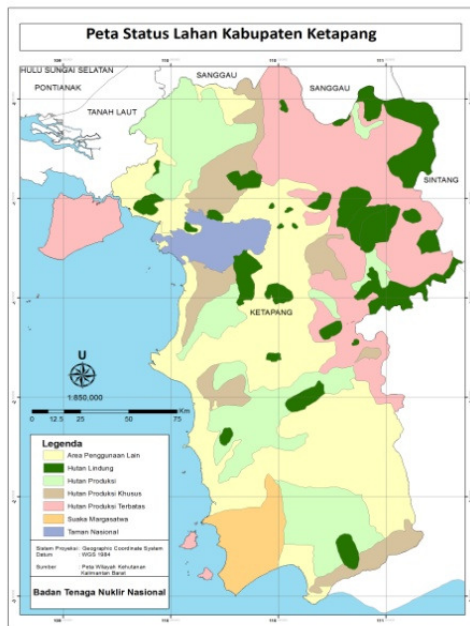 Peta Status Lahan Kabupaten Ketapang
HULU SUNGAI SELATAN
SANGGAU
SANGGAU
PONTIANAK
TANAH LAUT
SINTANG
KETAPANG
U
1:650,000
0 12.5 25 50 75 Km
Legenda
Area Penggunaan Lain
Hutan Lindung
Hutan Produksi
Hutan Produksi Khusus
Hutan Produksi Terbatas
Suaka Margasatwa
Taman Nasional
Sistem Proyeksi : Geographic Coordinate System
Datum : WGS 1984
Sumber : Peta Wilayah Kehutanan
Kalimantan Barat
Badan Tenaga Nuklir Nasional